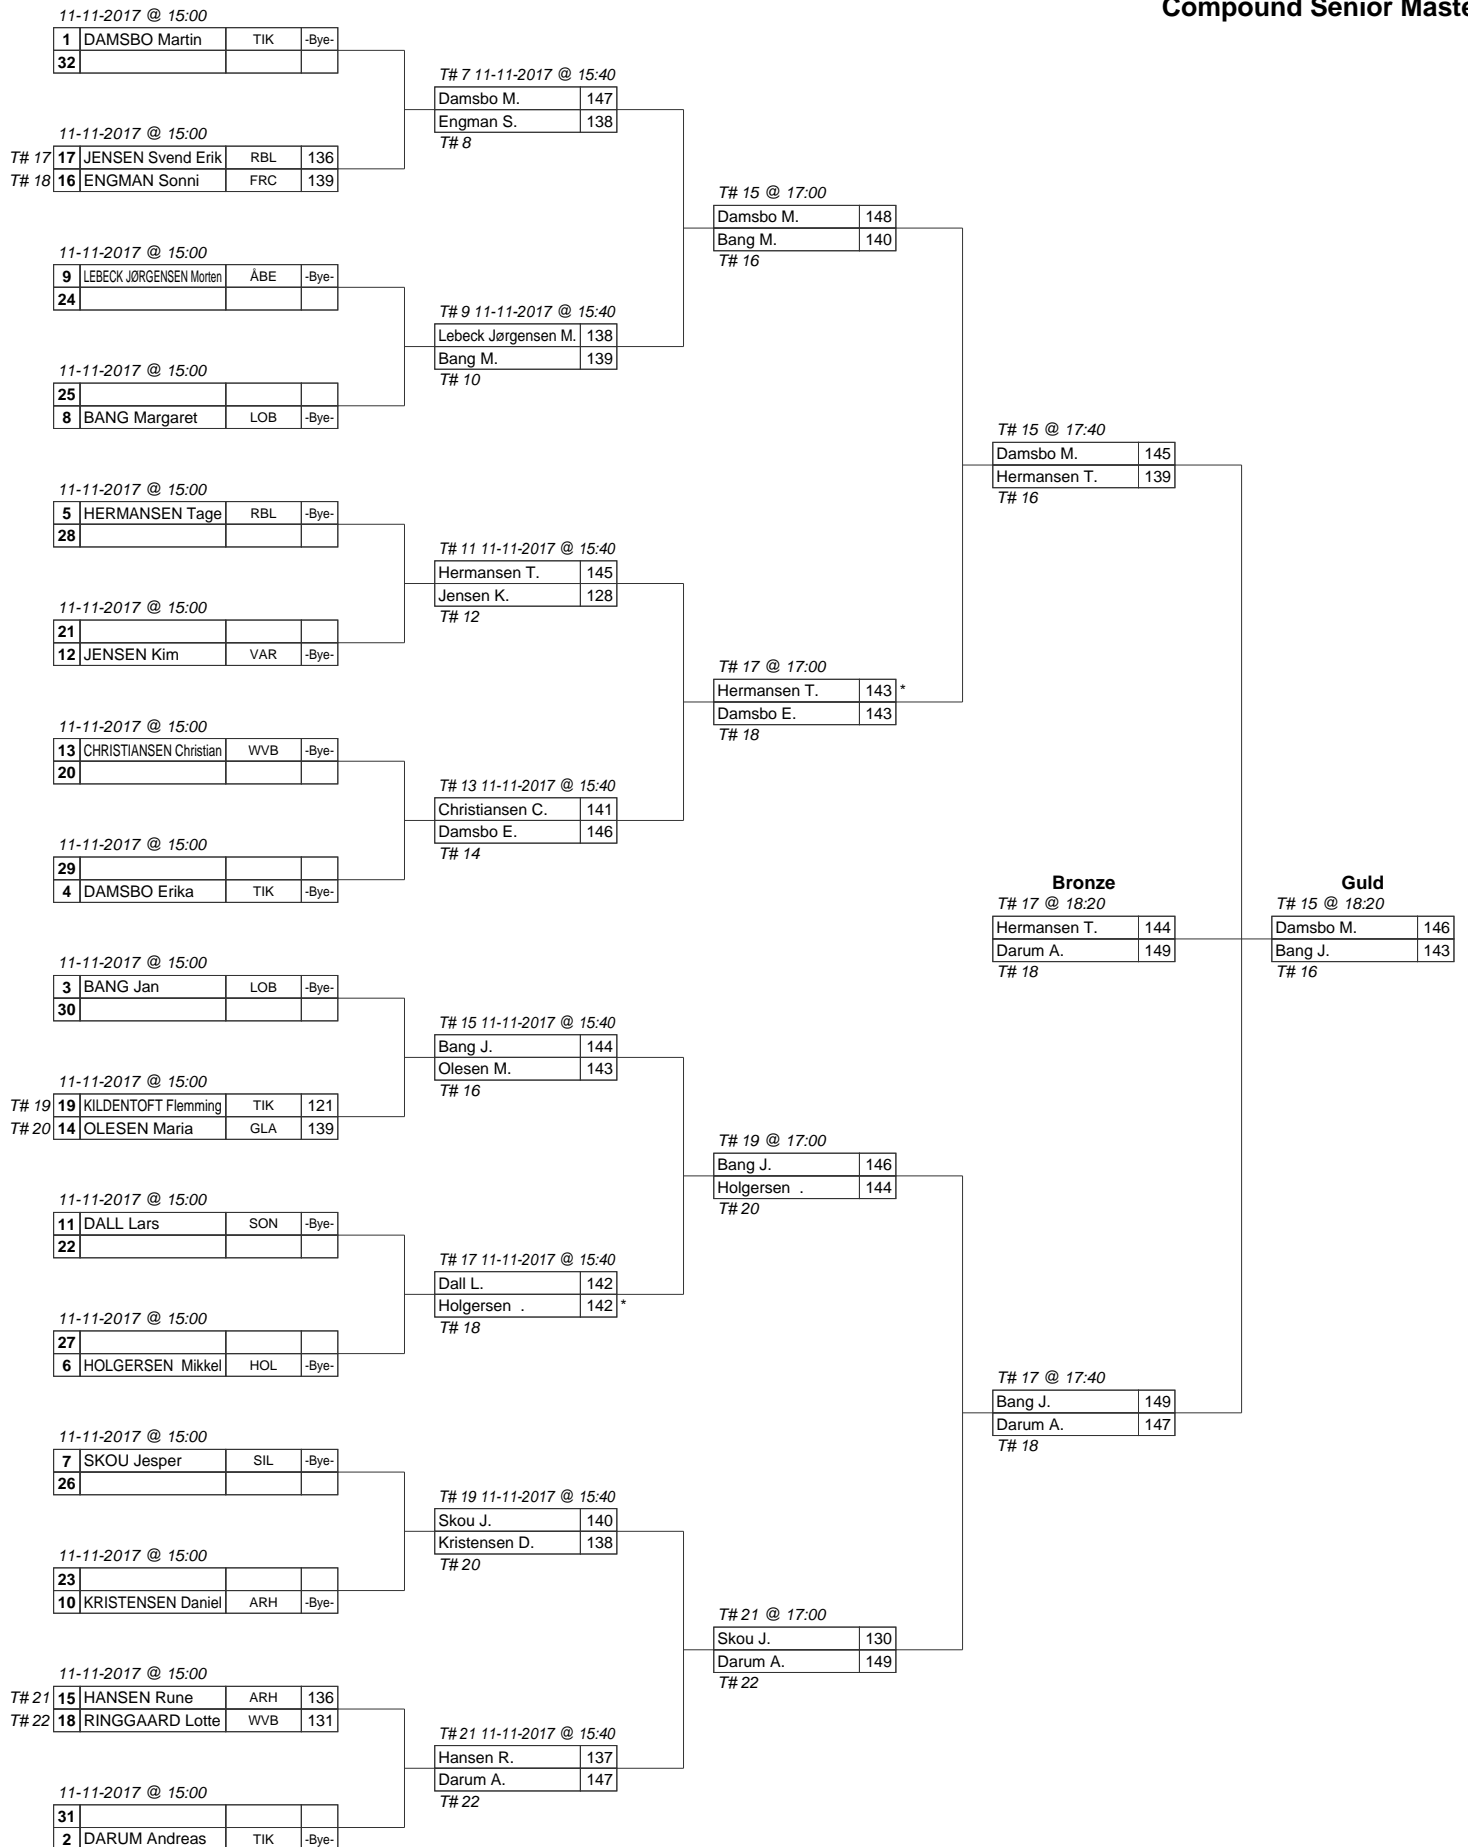 Compound Senior Maste
11-11-2017 @ 15:00
1 DAMSBO Martin TIK -Bye-
32
T# 7 11-11-2017 @ 15:40
Damsbo M. 147
Engman S. 138
T# 8
11-11-2017 @ 15:00
T# 17 17 JENSEN Svend Erik RBL 136
T# 18 16 ENGMAN Sonni FRC 139
T# 15 @ 17:00
Damsbo M. 148
Bang M. 140
T# 16
11-11-2017 @ 15:00
9 LEBECK JØRGENSEN Morten ÅBE -Bye-
24
T# 9 11-11-2017 @ 15:40
Lebeck Jørgensen M. 138
Bang M. 139
T# 10
11-11-2017 @ 15:00
25
8 BANG Margaret LOB -Bye-
T# 15 @ 17:40
Damsbo M. 145
Hermansen T. 139
T# 16
11-11-2017 @ 15:00
5 HERMANSEN Tage RBL -Bye-
28
T# 11 11-11-2017 @ 15:40
Hermansen T. 145
Jensen K. 128
T# 12
11-11-2017 @ 15:00
21
12 JENSEN Kim VAR -Bye-
T# 17 @ 17:00
Hermansen T. 143 *
Damsbo E. 143
T# 18
11-11-2017 @ 15:00
13 CHRISTIANSEN Christian WVB -Bye-
20
T# 13 11-11-2017 @ 15:40
Christiansen C. 141
Damsbo E. 146
T# 14
11-11-2017 @ 15:00
29
4 DAMSBO Erika TIK -Bye-
Bronze
T# 17 @ 18:20
Hermansen T. 144
Darum A. 149
T# 18
Guld
T# 15 @ 18:20
Damsbo M. 146
Bang J. 143
T# 16
11-11-2017 @ 15:00
3 BANG Jan LOB -Bye-
30
T# 15 11-11-2017 @ 15:40
Bang J. 144
Olesen M. 143
T# 16
11-11-2017 @ 15:00
T# 19 19 KILDENTOFT Flemming TIK 121
T# 20 14 OLESEN Maria GLA 139
T# 19 @ 17:00
Bang J. 146
Holgersen . 144
T# 20
11-11-2017 @ 15:00
11 DALL Lars SON -Bye-
22
T# 17 11-11-2017 @ 15:40
Dall L. 142
Holgersen . 142 *
T# 18
11-11-2017 @ 15:00
27
6 HOLGERSEN Mikkel HOL -Bye-
T# 17 @ 17:40
Bang J. 149
Darum A. 147
T# 18
11-11-2017 @ 15:00
7 SKOU Jesper SIL -Bye-
26
T# 19 11-11-2017 @ 15:40
Skou J. 140
Kristensen D. 138
T# 20
11-11-2017 @ 15:00
23
10 KRISTENSEN Daniel ARH -Bye-
T# 21 @ 17:00
Skou J. 130
Darum A. 149
T# 22
11-11-2017 @ 15:00
T# 21 15 HANSEN Rune ARH 136
T# 22 18 RINGGAARD Lotte WVB 131
T# 21 11-11-2017 @ 15:40
Hansen R. 137
Darum A. 147
T# 22
11-11-2017 @ 15:00
31
2 DARUM Andreas TIK -Bye-